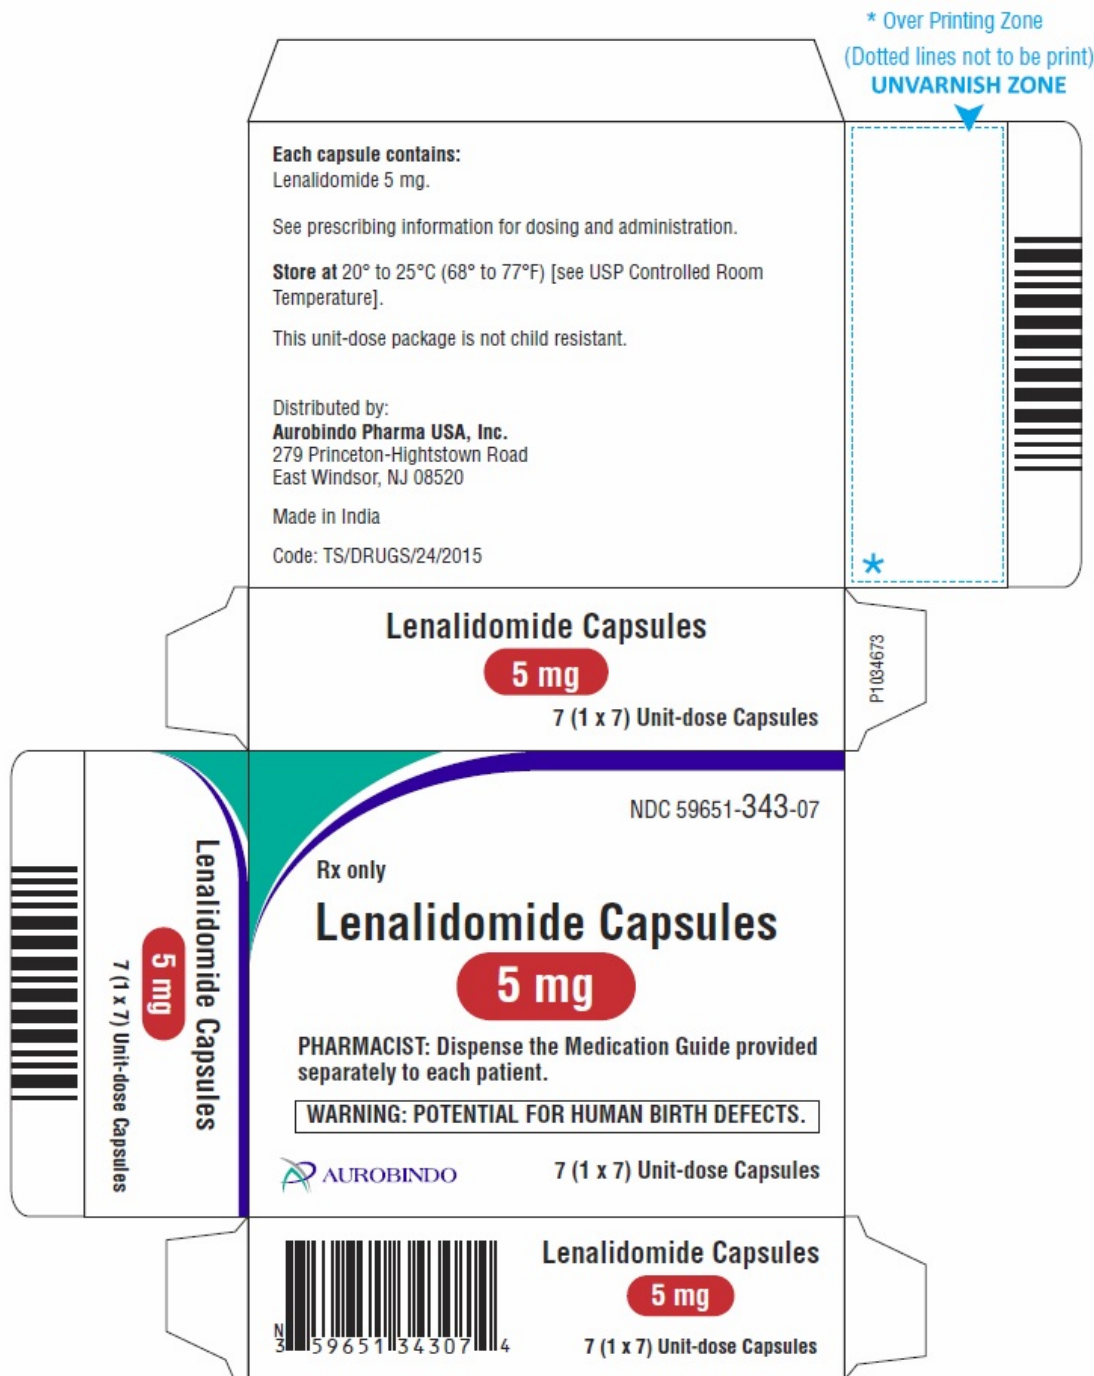 * Over Printing Zone
(Dotted lines not to be print)
UNVARNISH ZONE
Each capsule contains:
Lenalidomide 5 mg.
See prescribing information for dosing and administration.
Store at 20° to 25°C (68° to 77°F) [see USP Controlled Room
Temperature].
This unit-dose package is not child resistant.
Distributed by:
Aurobindo Pharma USA, Inc.
279 Princeton-Hightstown Road
East Windsor, NJ 08520
Made in India
Code: TS/DRUGS/24/2015
*
Lenalidomide Capsules
5 mg
7 (1 x 7) Unit-dose Capsules
P1034673
Lenalidomide Capsules
5 mg
7 (1 x 7) Unit-dose Capsules
NDC 59651-343-07
Rx only
Lenalidomide Capsules
5 mg
PHARMACIST: Dispense the Medication Guide provided
separately to each patient.
WARNING: POTENTIAL FOR HUMAN BIRTH DEFECTS.
AUROBINDO
7 (1 x 7) Unit-dose Capsules
N
3 59651 34307 4
Lenalidomide Capsules
5 mg
7 (1 x 7) Unit-dose Capsules